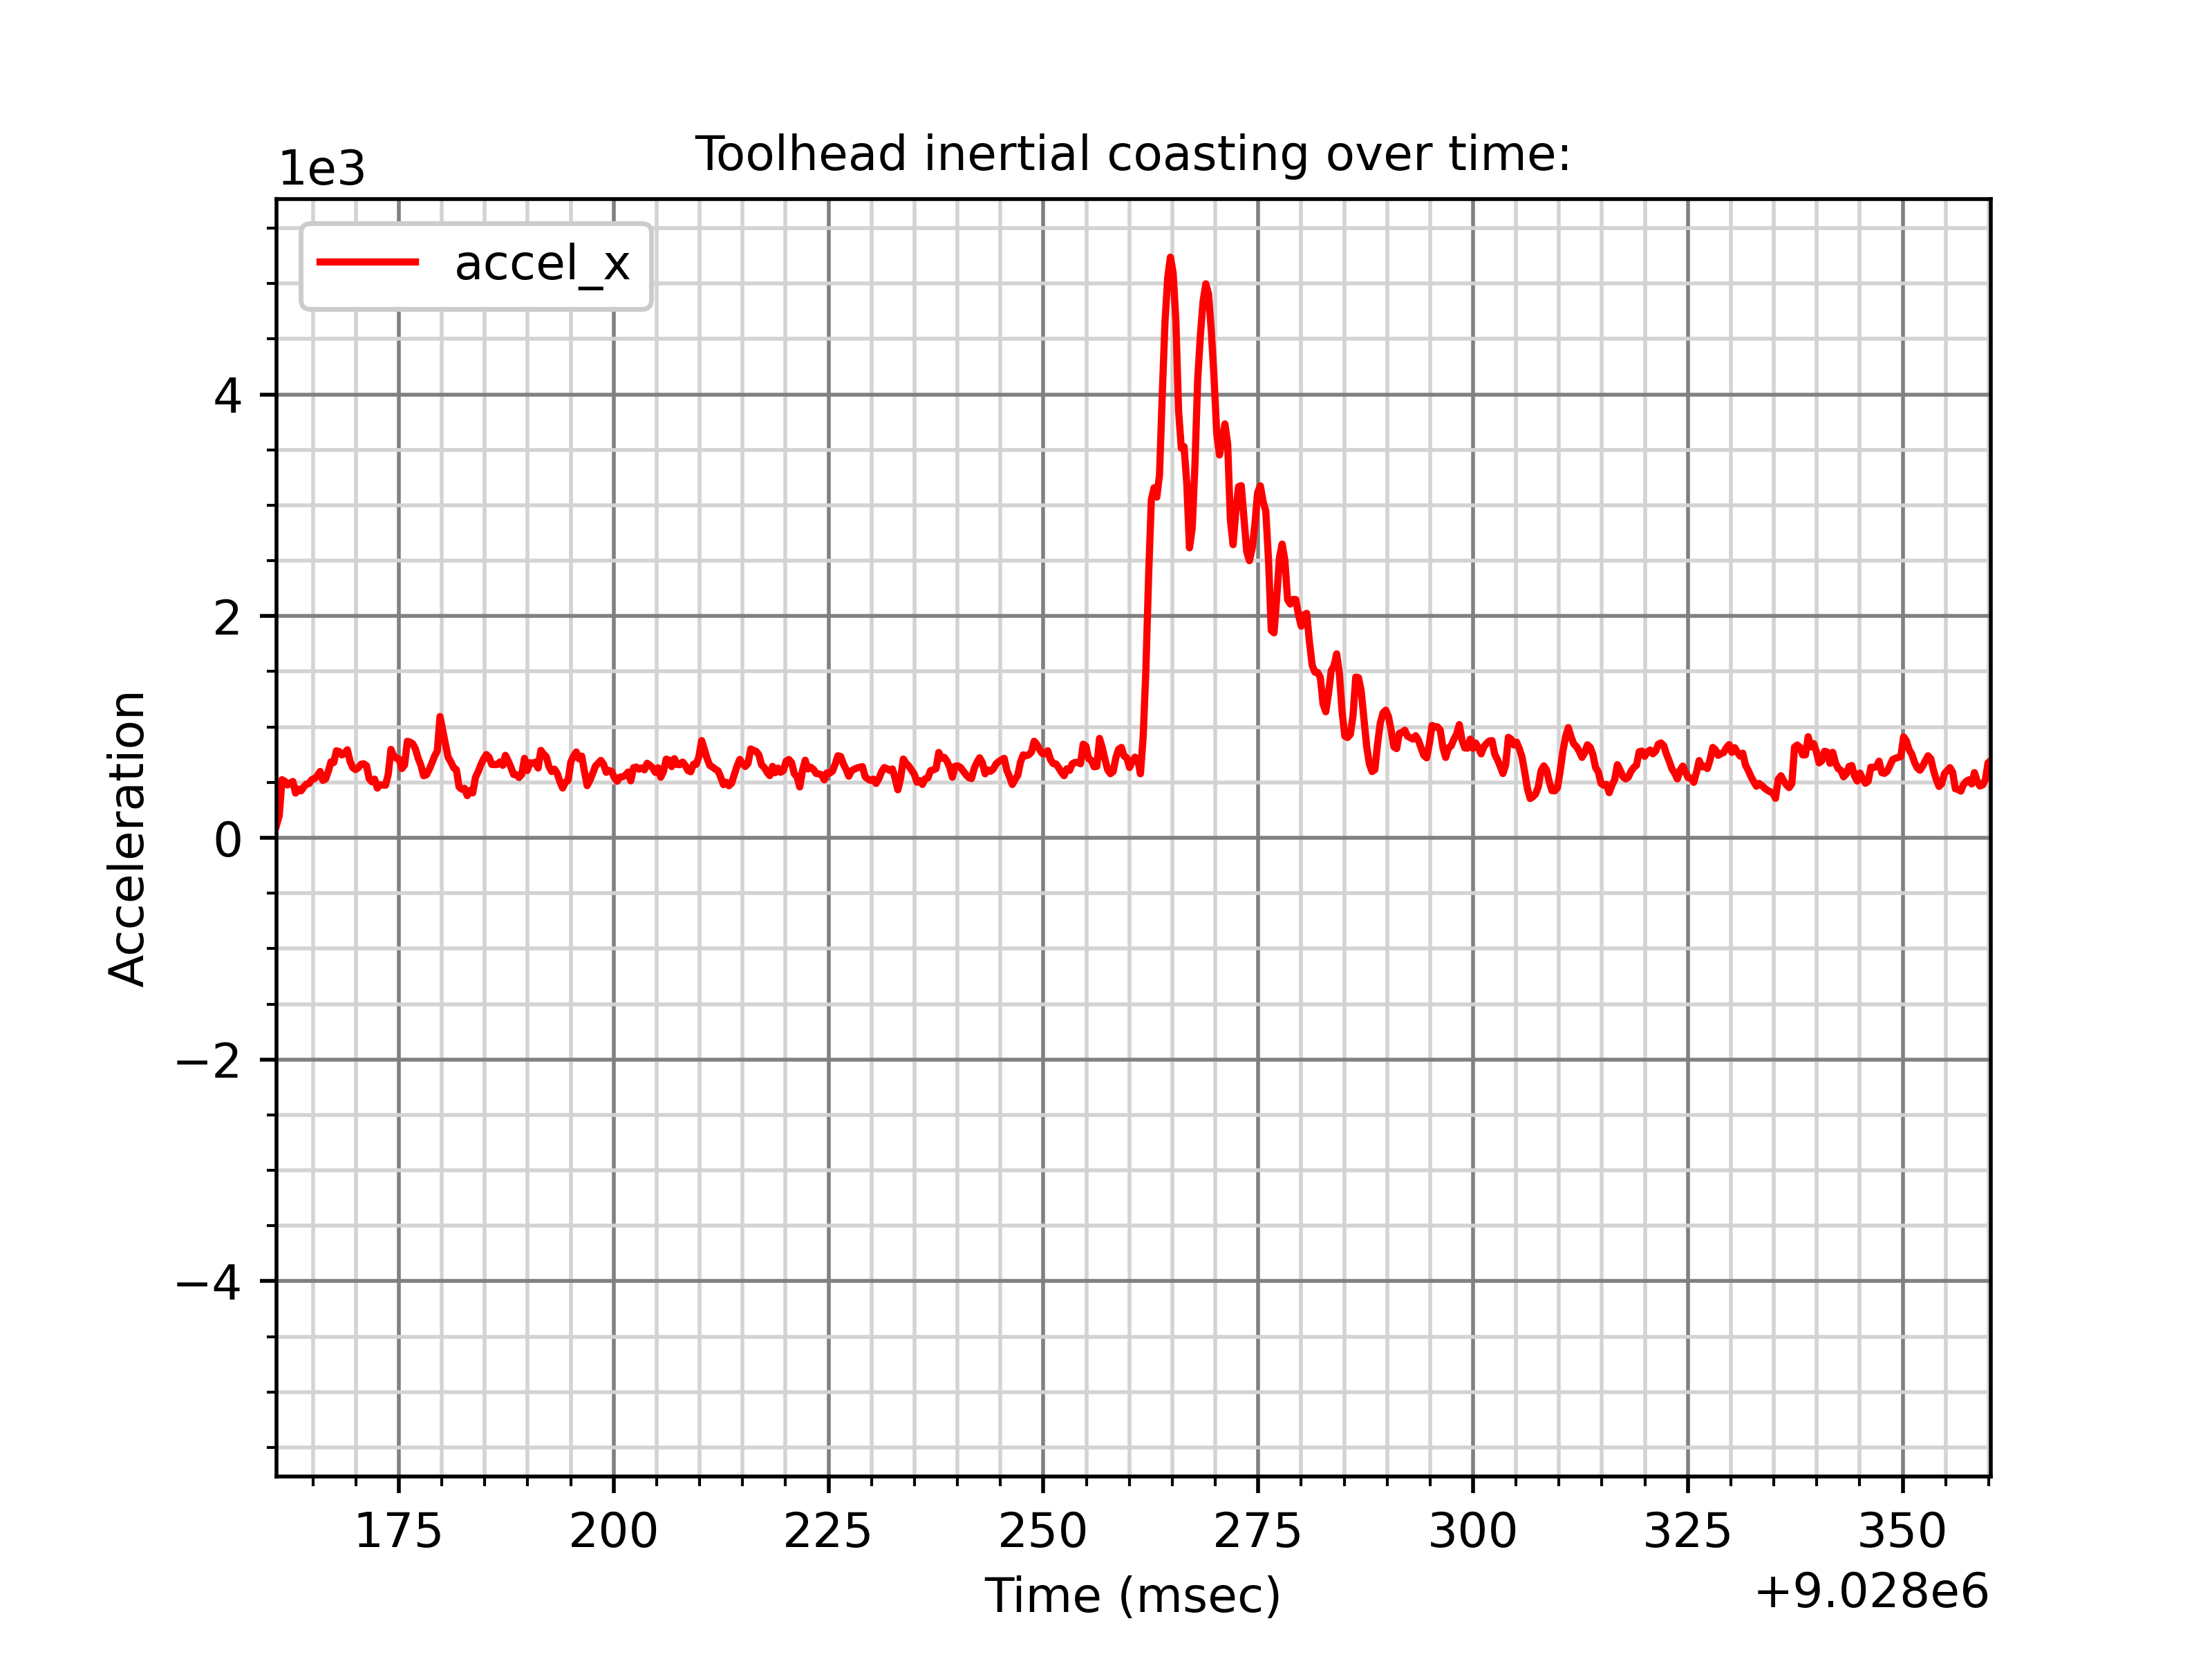 Toolhead inertial coasting over time:
1e3
accel_x
4
2
0
−2
−4
Acceleration
175 200 225 250 275 300 325 350
Time (msec)
+9.028e6